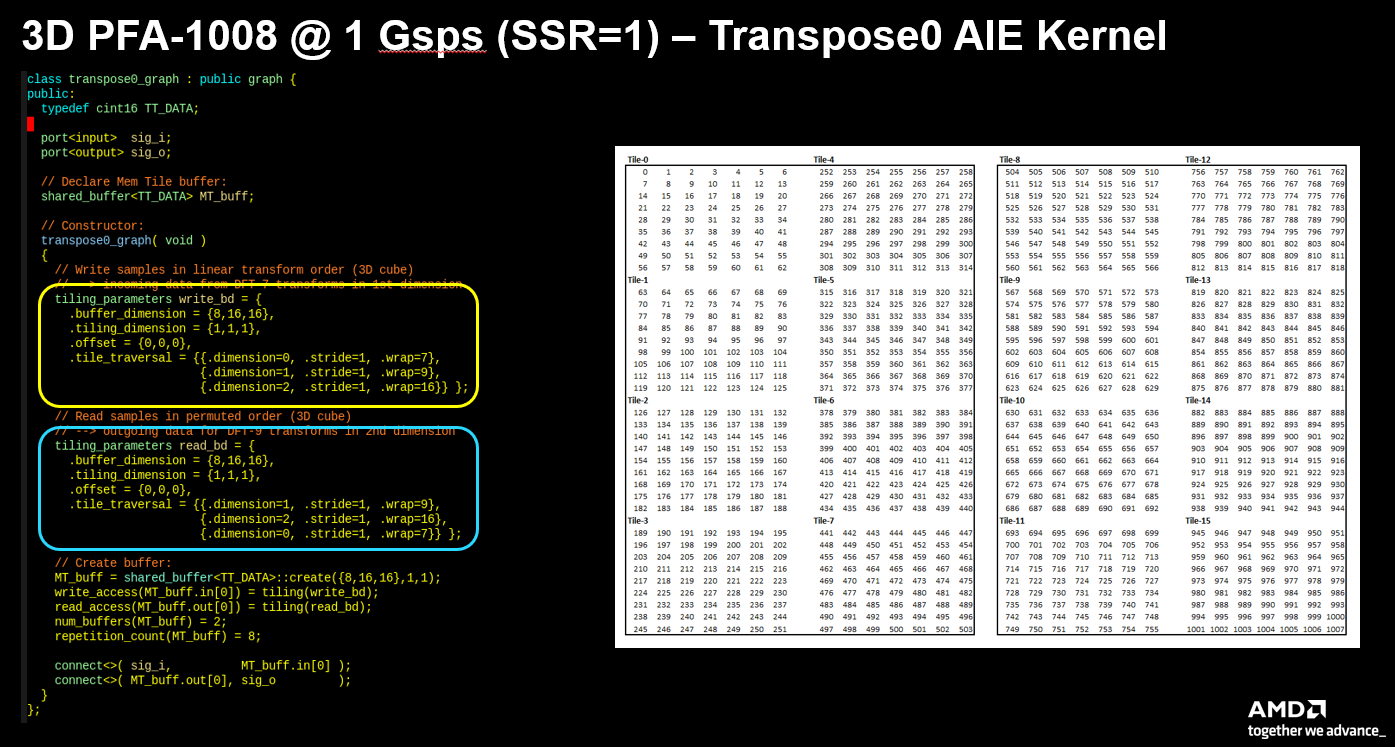 3D PFA-1008 @ 1 Gsps (SSR=1) – Transpose0 AIE Kernel
class transpose0_graph : public graph {
public:
typedef cint16 TT_DATA;
port<input> sig_i;
port<output> sig_o;
// Declare Mem Tile buffer:
shared_buffer<TT_DATA> MT_buff;
// Constructor:
transpose0_graph( void )
{
// Write samples in linear transform order (3D cube)
// --> incoming data from DFT-7 transforms in 1st dimension
tiling_parameters write_bd = {
.buffer_dimension = {8,16,16},
.tiling_dimension = {1,1,1},
.offset = {0,0,0},
.tile_traversal = {{.dimension=0, .stride=1, .wrap=7},
{.dimension=1, .stride=1, .wrap=9},
{.dimension=2, .stride=1, .wrap=16}} };
// Read samples in permuted order (3D cube)
// --> outgoing data for DFT-9 transforms in 2nd dimension
tiling_parameters read_bd = {
.buffer_dimension = {8,16,16},
.tiling_dimension = {1,1,1},
.offset = {0,0,0},
.tile_traversal = {{.dimension=1, .stride=1, .wrap=9},
{.dimension=2, .stride=1, .wrap=16},
{.dimension=0, .stride=1, .wrap=7}} };
// Create buffer:
MT_buff = shared_buffer<TT_DATA>::create({8,16,16},1,1);
write_access(MT_buff.in[0]) = tiling(write_bd);
read_access(MT_buff.out[0]) = tiling(read_bd);
num_buffers(MT_buff) = 2;
repetition_count(MT_buff) = 8;
connect<>( sig_i, MT_buff.in[0] );
connect<>( MT_buff.out[0], sig_o );
}
};
Tile-0 Tile-4 Tile-8 Tile-12
0 1 2 3 4 5 6 252 253 254 255 256 257 258 504 505 506 507 508 509 510 756 757 758 759 760 761 762
7 8 9 10 11 12 13 259 260 261 262 263 264 265 511 512 513 514 515 516 517 763 764 765 766 767 768 769
14 15 16 17 18 19 20 266 267 268 269 270 271 272 518 519 520 521 522 523 524 770 771 772 773 774 775 776
21 22 23 24 25 26 27 273 274 275 276 277 278 279 525 526 527 528 529 530 531 777 778 779 780 781 782 783
28 29 30 31 32 33 34 280 281 282 283 284 285 286 532 533 534 535 536 537 538 784 785 786 787 788 789 790
35 36 37 38 39 40 41 287 288 289 290 291 292 293 539 540 541 542 543 544 545 791 792 793 794 795 796 797
42 43 44 45 46 47 48 294 295 296 297 298 299 300 546 547 548 549 550 551 552 798 799 800 801 802 803 804
49 50 51 52 53 54 55 301 302 303 304 305 306 307 553 554 555 556 557 558 559 805 806 807 808 809 810 811
56 57 58 59 60 61 62 308 309 310 311 312 313 314 560 561 562 563 564 565 566 812 813 814 815 816 817 818
Tile-1 Tile-5 Tile-9 Tile-13
63 64 65 66 67 68 69 315 316 317 318 319 320 321 567 568 569 570 571 572 573 819 820 821 822 823 824 825
70 71 72 73 74 75 76 322 323 324 325 326 327 328 574 575 576 577 578 579 580 826 827 828 829 830 831 832
77 78 79 80 81 82 83 329 330 331 332 333 334 335 581 582 583 584 585 586 587 833 834 835 836 837 838 839
84 85 86 87 88 89 90 336 337 338 339 340 341 342 588 589 590 591 592 593 594 840 841 842 843 844 845 846
91 92 93 94 95 96 97 343 344 345 346 347 348 349 595 596 597 598 599 600 601 847 848 849 850 851 852 853
98 99 100 101 102 103 104 350 351 352 353 354 355 356 602 603 604 605 606 607 608 854 855 856 857 858 859 860
105 106 107 108 109 110 111 357 358 359 360 361 362 363 609 610 611 612 613 614 615 861 862 863 864 865 866 867
112 113 114 115 116 117 118 364 365 366 367 368 369 370 616 617 618 619 620 621 622 868 869 870 871 872 873 874
119 120 121 122 123 124 125 371 372 373 374 375 376 377 623 624 625 626 627 628 629 875 876 877 878 879 880 881
Tile-2 Tile-6 Tile-10 Tile-14
126 127 128 129 130 131 132 378 379 380 381 382 383 384 630 631 632 633 634 635 636 882 883 884 885 886 887 888
133 134 135 136 137 138 139 385 386 387 388 389 390 391 637 638 639 640 641 642 643 889 890 891 892 893 894 895
140 141 142 143 144 145 146 392 393 394 395 396 397 398 644 645 646 647 648 649 650 896 897 898 899 900 901 902
147 148 149 150 151 152 153 399 400 401 402 403 404 405 651 652 653 654 655 656 657 903 904 905 906 907 908 909
154 155 156 157 158 159 160 406 407 408 409 410 411 412 658 659 660 661 662 663 664 910 911 912 913 914 915 916
161 162 163 164 165 166 167 413 414 415 416 417 418 419 665 666 667 668 669 670 671 917 918 919 920 921 922 923
168 169 170 171 172 173 174 420 421 422 423 424 425 426 672 673 674 675 676 677 678 924 925 926 927 928 929 930
175 176 177 178 179 180 181 427 428 429 430 431 432 433 679 680 681 682 683 684 685 931 932 933 934 935 936 937
182 183 184 185 186 187 188 434 435 436 437 438 439 440 686 687 688 689 690 691 692 938 939 940 941 942 943 944
Tile-3 Tile-7 Tile-11 Tile-15
189 190 191 192 193 194 195 441 442 443 444 445 446 447 693 694 695 696 697 698 699 945 946 947 948 949 950 951
196 197 198 199 200 201 202 448 449 450 451 452 453 454 700 701 702 703 704 705 706 952 953 954 955 956 957 958
203 204 205 206 207 208 209 455 456 457 458 459 460 461 707 708 709 710 711 712 713 959 960 961 962 963 964 965
210 211 212 213 214 215 216 462 463 464 465 466 467 468 714 715 716 717 718 719 720 966 967 968 969 970 971 972
217 218 219 220 221 222 223 469 470 471 472 473 474 475 721 722 723 724 725 726 727 973 974 975 976 977 978 979
224 225 226 227 228 229 230 476 477 478 479 480 481 482 728 729 730 731 732 733 734 980 981 982 983 984 985 986
231 232 233 234 235 236 237 483 484 485 486 487 488 489 735 736 737 738 739 740 741 987 988 989 990 991 992 993
238 239 240 241 242 243 244 490 491 492 493 494 495 496 742 743 744 745 746 747 748 994 995 996 997 998 999 1000
245 246 247 248 249 250 251 497 498 499 500 501 502 503 749 750 751 752 753 754 755 1001 1002 1003 1004 1005 1006 1007
AMD
together we advance_